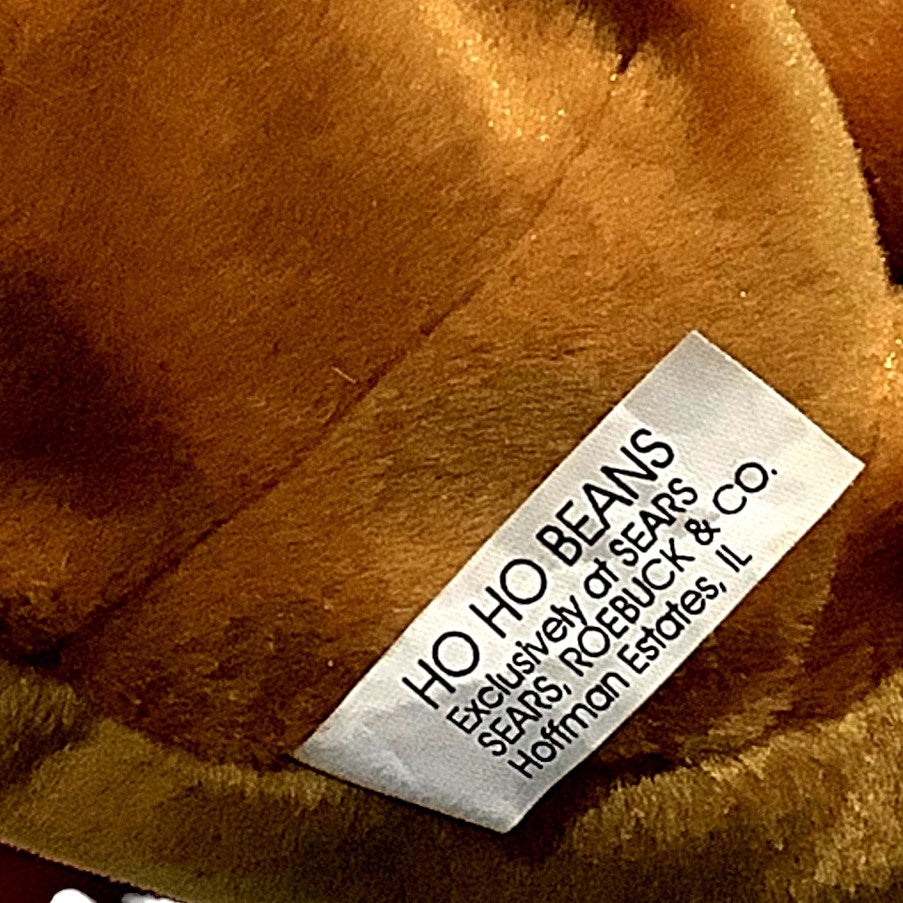 HO HO BEANS
Exclusively at SEARS
SEARS, ROEBUCK & CO.
Hoffman Estates, IL